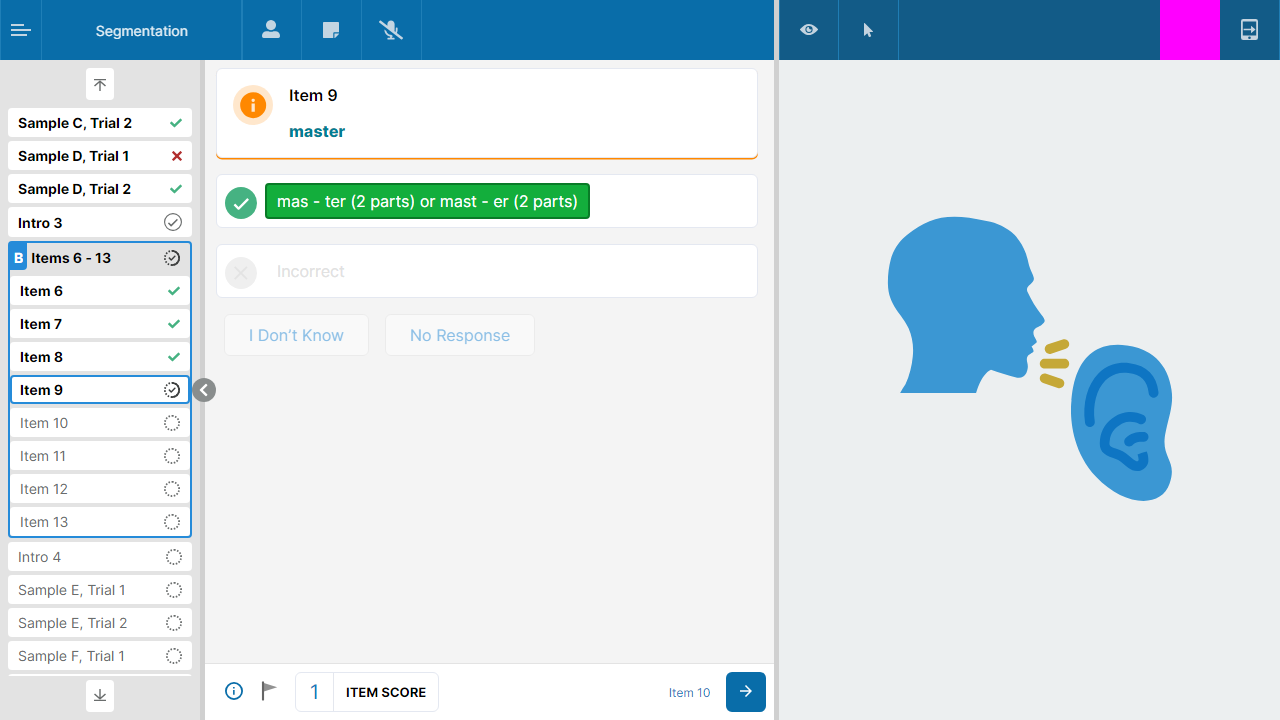 Segmentation
Sample C, Trial 2
Sample D, Trial 1
Sample D, Trial 2
Intro 3
B Items 6 - 13
Item 6
Item 7
Item 8
Item 9
Item 10
Item 11
Item 12
Item 13
Intro 4
Sample E, Trial 1
Sample E, Trial 2
Sample F, Trial 1
Item 9
master
mas - ter (2 parts) or mast - er (2 parts)
Incorrect
I Don't Know
No Response
1 ITEM SCORE
Item 10